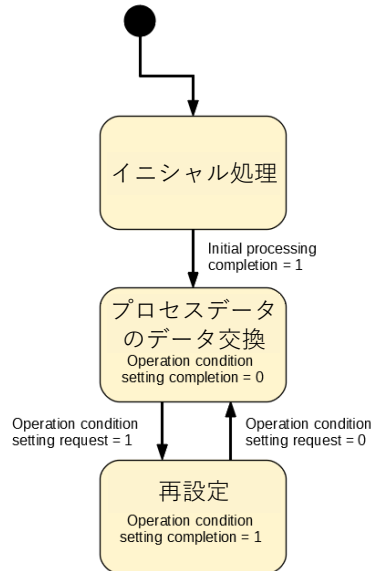 イニシャル処理
Initial processing
completion = 1
プロセスデータ
のデータ交換
Operation condition
setting completion = 0
Operation condition
setting request = 1
Operation condition
setting request = 0
再設定
Operation condition
setting completion = 1